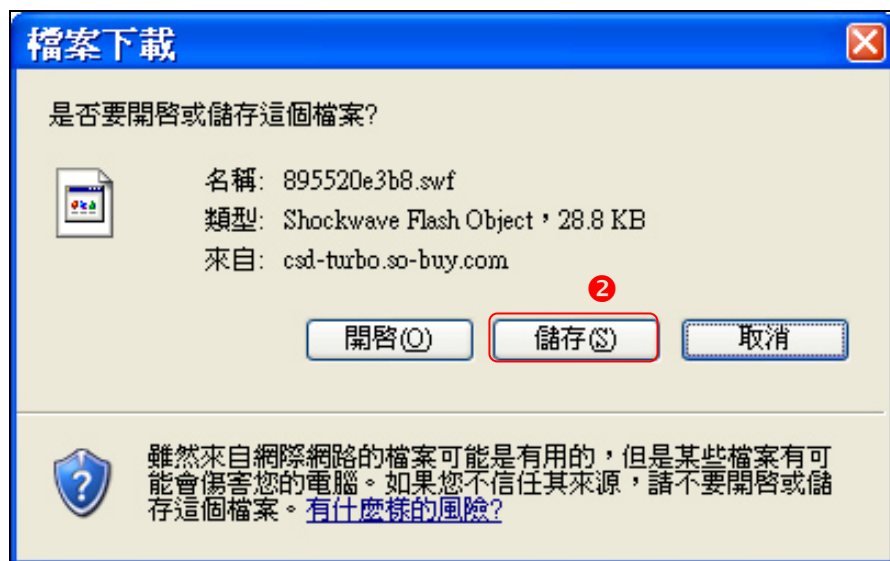 檔案下載
是否要開啓或儲存這個檔案?
名稱: 895520e3b8.swf
類型: Shockwave Flash Object,28.8 KB
來自: csd-turbo.so-buy.com
❷
開啓(O) 儲存(S) 取消
雖然來自網際網路的檔案可能是有用的,但是某些檔案有可
能會傷害您的電腦。如果您不信任其來源,請不要開啓或儲
存這個檔案。有什麼樣的風險?